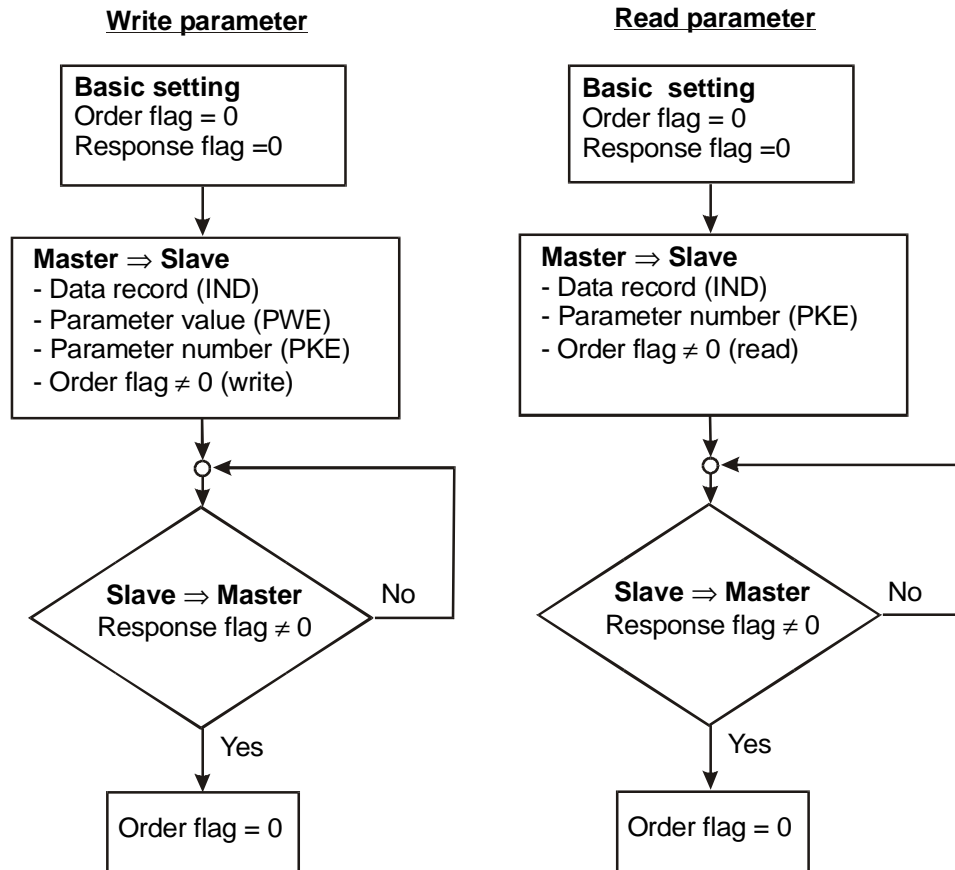 Write parameter
Basic setting
Order flag = 0
Response flag =0
Master ⇒ Slave
- Data record (IND)
- Parameter value (PWE)
- Parameter number (PKE)
- Order flag ≠ 0 (write)
Slave ⇒ Master
Response flag ≠ 0
No
Yes
Order flag = 0
Read parameter
Basic setting
Order flag = 0
Response flag =0
Master ⇒ Slave
- Data record (IND)
- Parameter number (PKE)
- Order flag ≠ 0 (read)
Slave ⇒ Master
Response flag ≠ 0
No
Yes
Order flag = 0